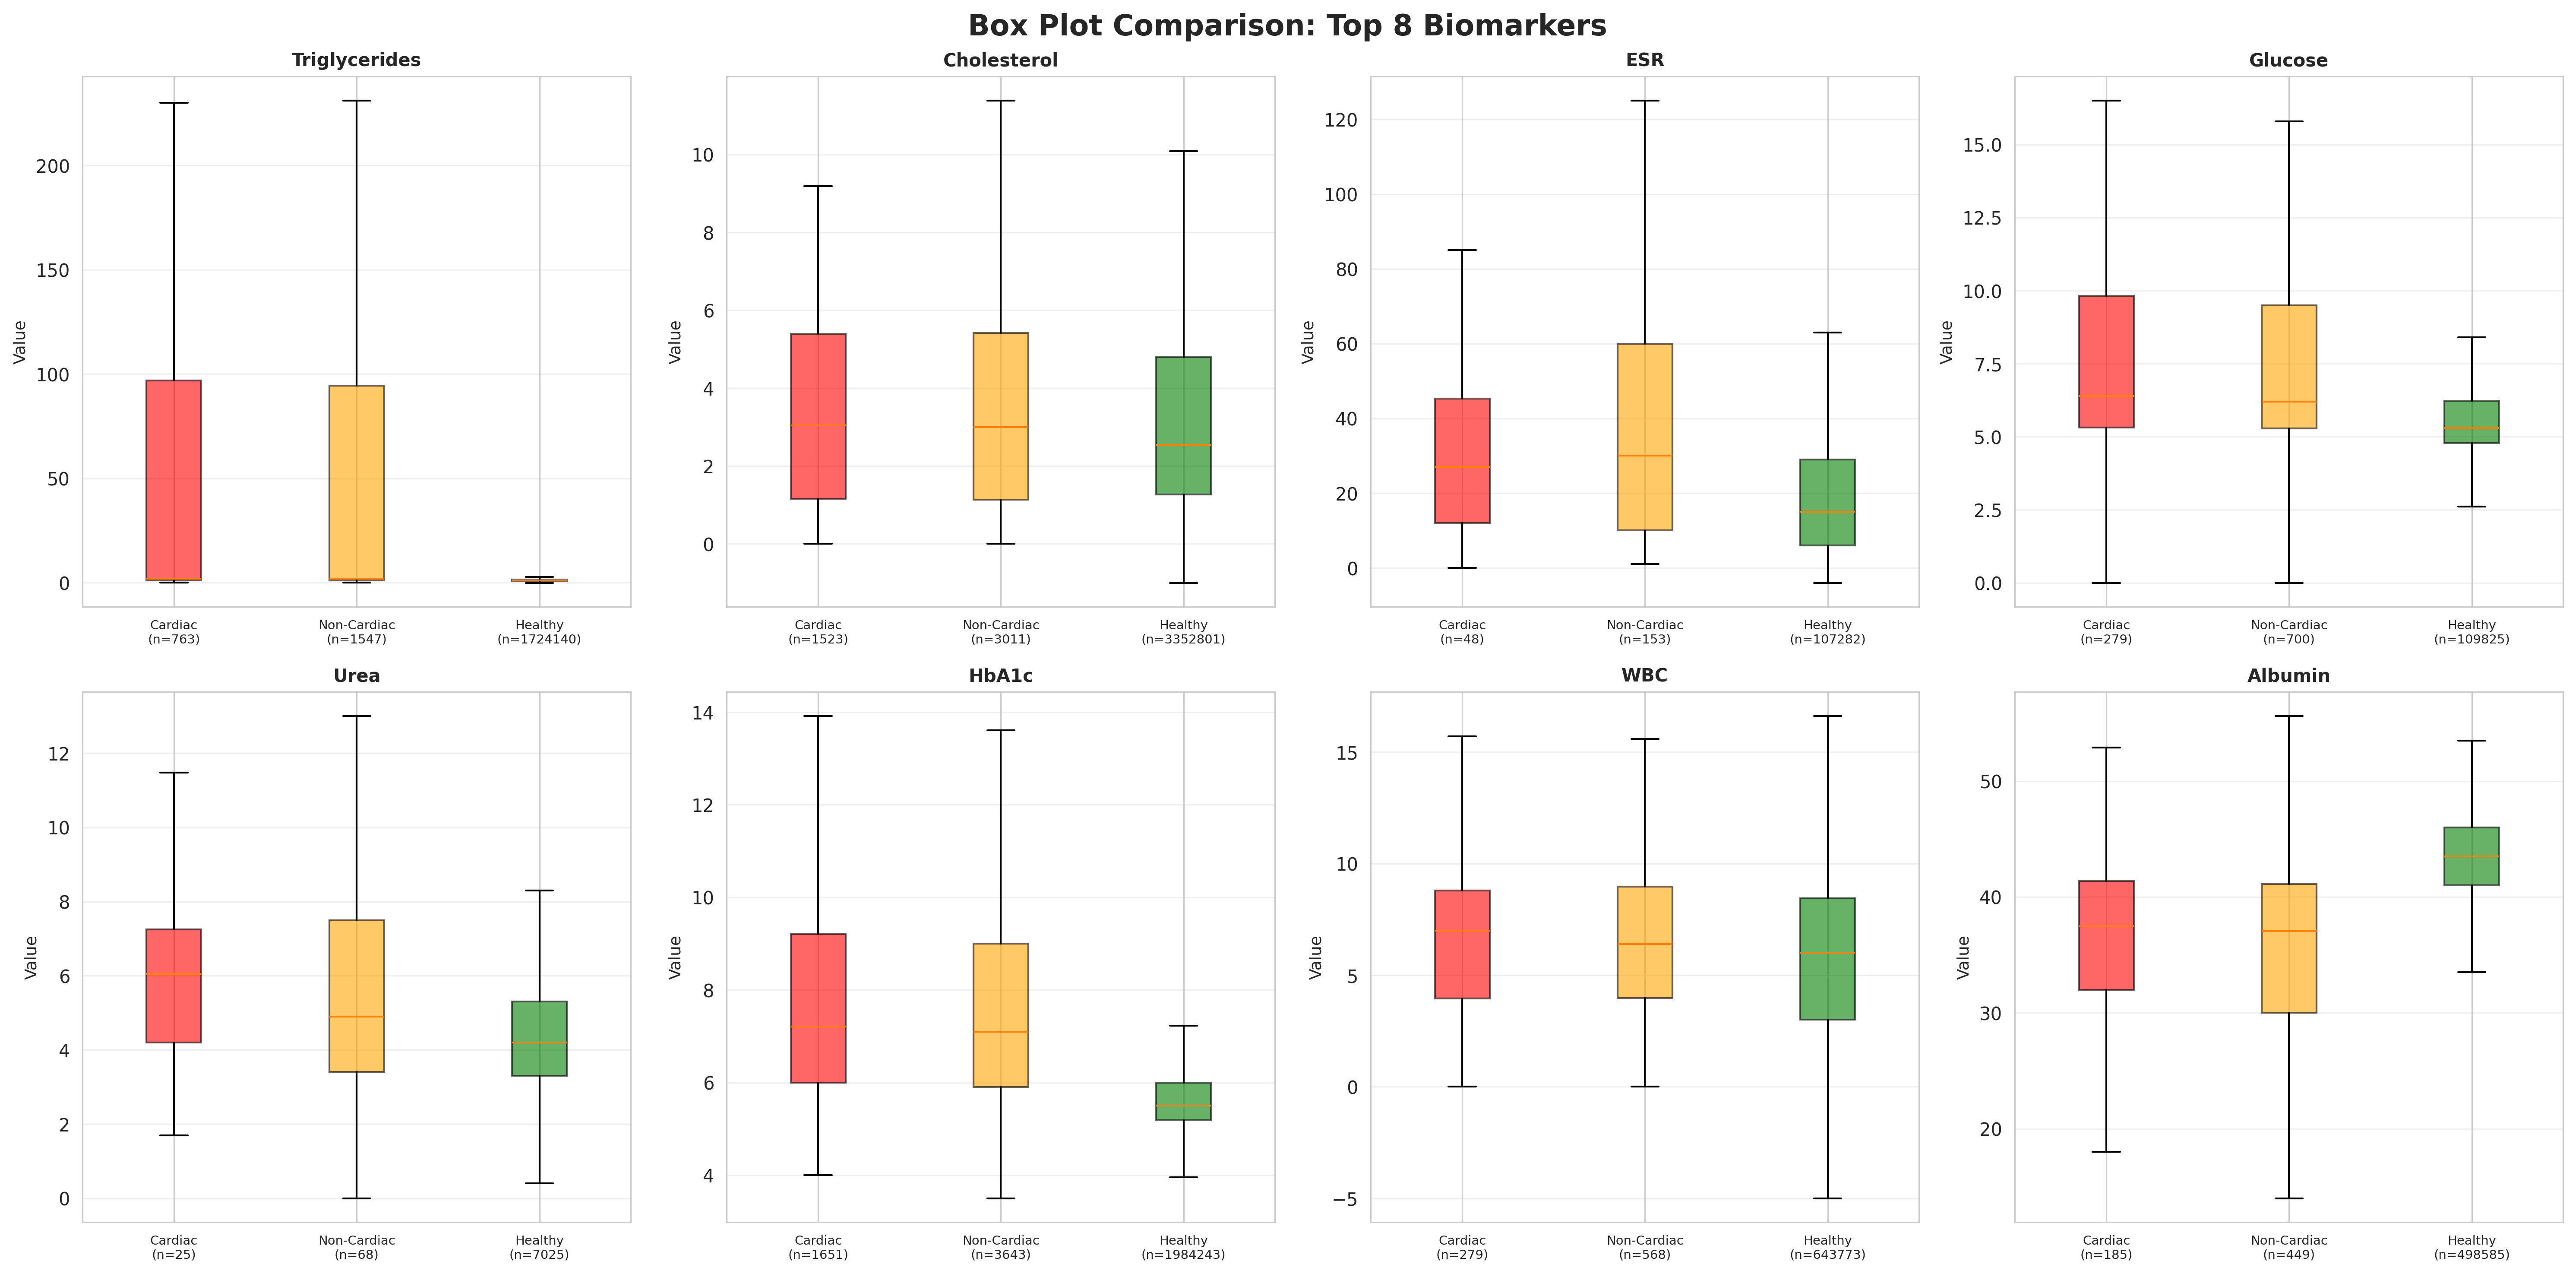 Box Plot Comparison: Top 8 Biomarkers
Triglycerides
Value
200
150
100
50
0
Cardiac
(n=763)
Non-Cardiac
(n=1547)
Healthy
(n=1724140)
Cholesterol
Value
10
8
6
4
2
0
Cardiac
(n=1523)
Non-Cardiac
(n=3011)
Healthy
(n=3352801)
ESR
Value
120
100
80
60
40
20
0
Cardiac
(n=48)
Non-Cardiac
(n=153)
Healthy
(n=107282)
Glucose
Value
15.0
12.5
10.0
7.5
5.0
2.5
0.0
Cardiac
(n=279)
Non-Cardiac
(n=700)
Healthy
(n=109825)
Urea
Value
12
10
8
6
4
2
0
Cardiac
(n=25)
Non-Cardiac
(n=68)
Healthy
(n=7025)
HbA1c
Value
14
12
10
8
6
4
Cardiac
(n=1651)
Non-Cardiac
(n=3643)
Healthy
(n=1984243)
WBC
Value
15
10
5
0
−5
Cardiac
(n=279)
Non-Cardiac
(n=568)
Healthy
(n=643773)
Albumin
Value
50
40
30
20
Cardiac
(n=185)
Non-Cardiac
(n=449)
Healthy
(n=498585)